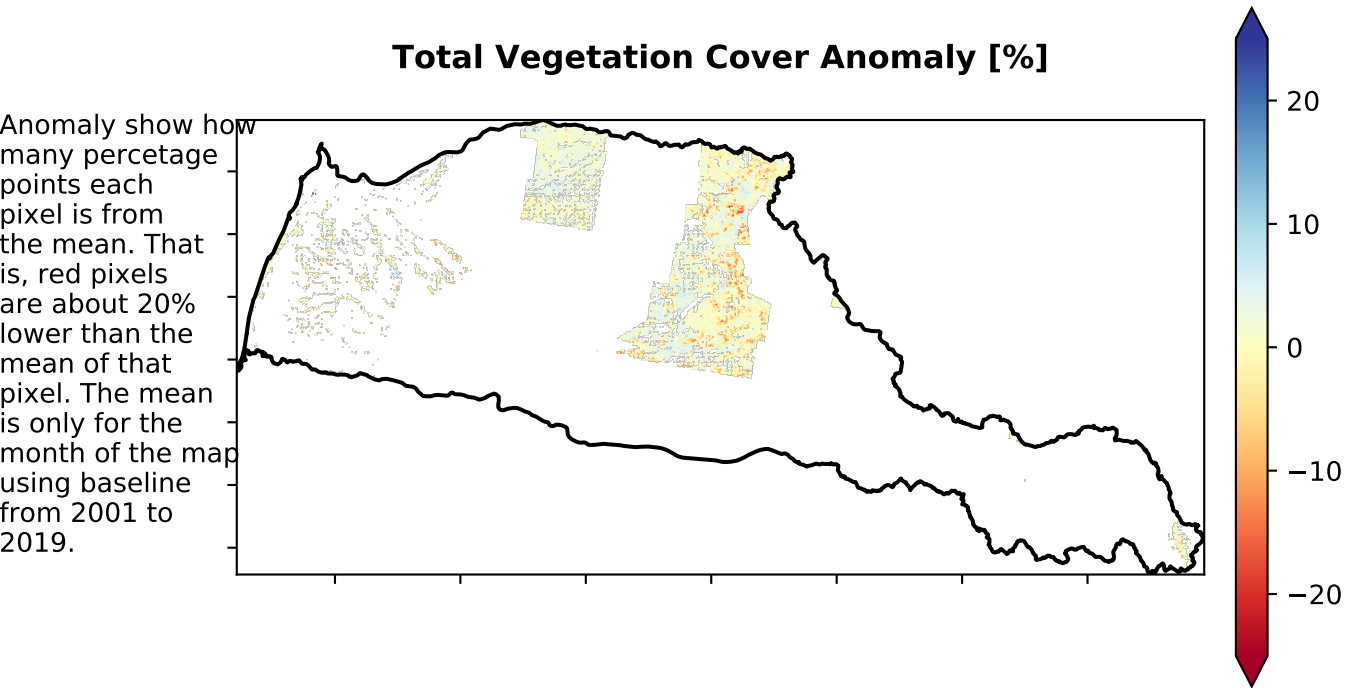 Total Vegetation Cover Anomaly [%]
Anomaly show how
many percetage
points each
pixel is from
the mean. That
is, red pixels
are about 20%
lower than the
mean of that
pixel. The mean
is only for the
month of the map
using baseline
from 2001 to
2019.
20
10
0
−10
−20